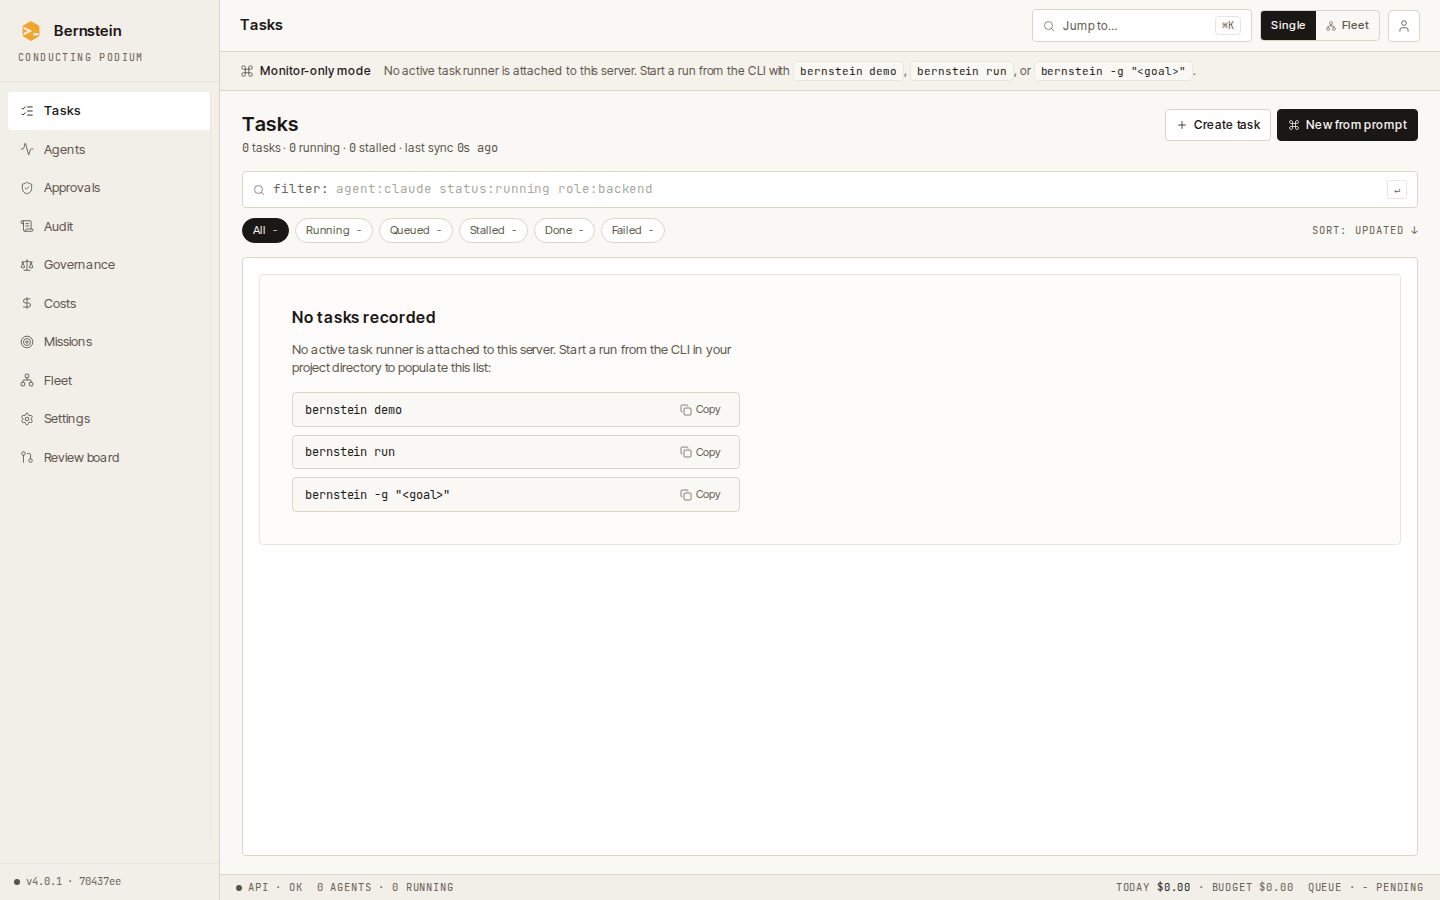 Bernstein
CONDUCTING PODIUM
Tasks
Agents
Approvals
Audit
Governance
Costs
Missions
Fleet
Settings
Review board
v4.0.1 · 70437ee
Tasks
Jump to...
⌘K
Single
Fleet
Monitor-only mode No active task runner is attached to this server. Start a run from the CLI with bernstein demo, bernstein run, or bernstein -g "<goal>".
Tasks
0 tasks · 0 running · 0 stalled · last sync 0s ago
Create task
New from prompt
filter: agent:claude status:running role:backend ↵
All -
Running -
Queued -
Stalled -
Done -
Failed -
SORT: UPDATED ↓
No tasks recorded
No active task runner is attached to this server. Start a run from the CLI in your
project directory to populate this list:
bernstein demo Copy
bernstein run Copy
bernstein -g "<goal>" Copy
API · OK 0 AGENTS · 0 RUNNING
TODAY $0.00 · BUDGET $0.00 QUEUE · - PENDING